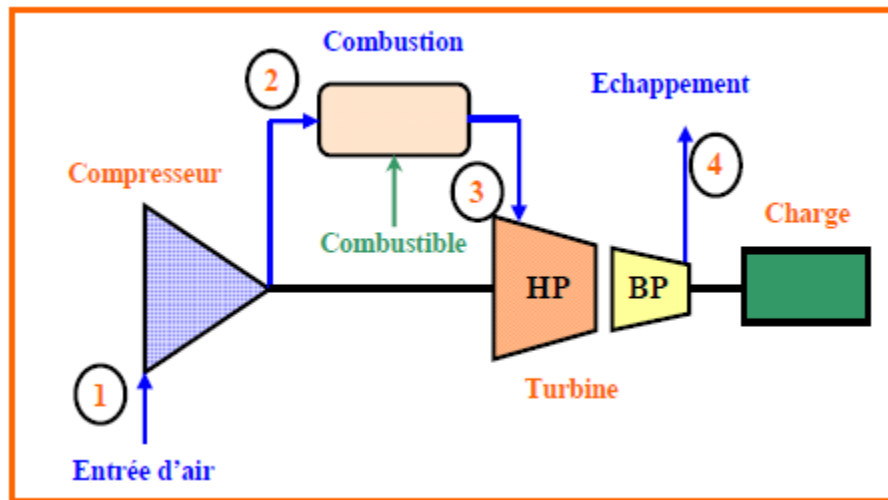 Combustion
2
Echappement
Compresseur
3
4
Charge
Combustible
HP
BP
1
Turbine
Entrée d’air